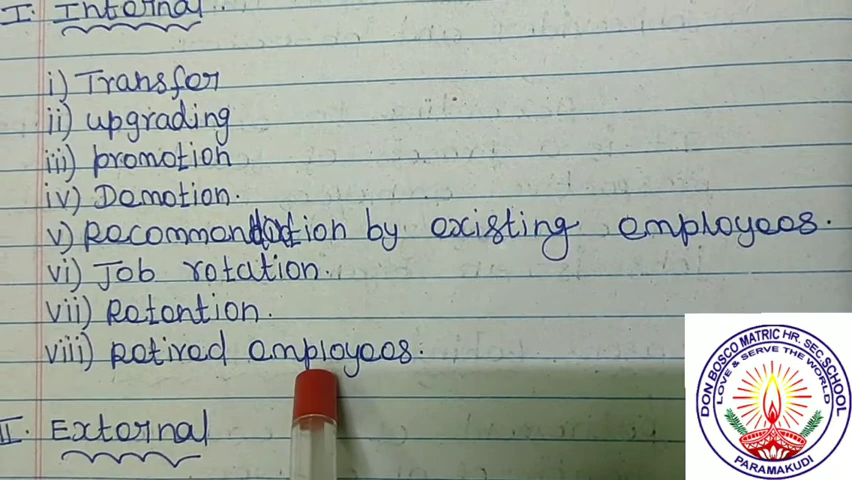 I. Internal.
i) Transfer
ii) upgrading
iii) promotion
iv) Demotion.
v) Recommendation by existing employees.
vi) Job rotation.
vii) Retention.
viii) retired employees.
II. External
DON BOSCO MATRIC HR. SEC. SCHOOL
LOVE & SERVE THE WORLD
PARAMAKUDI